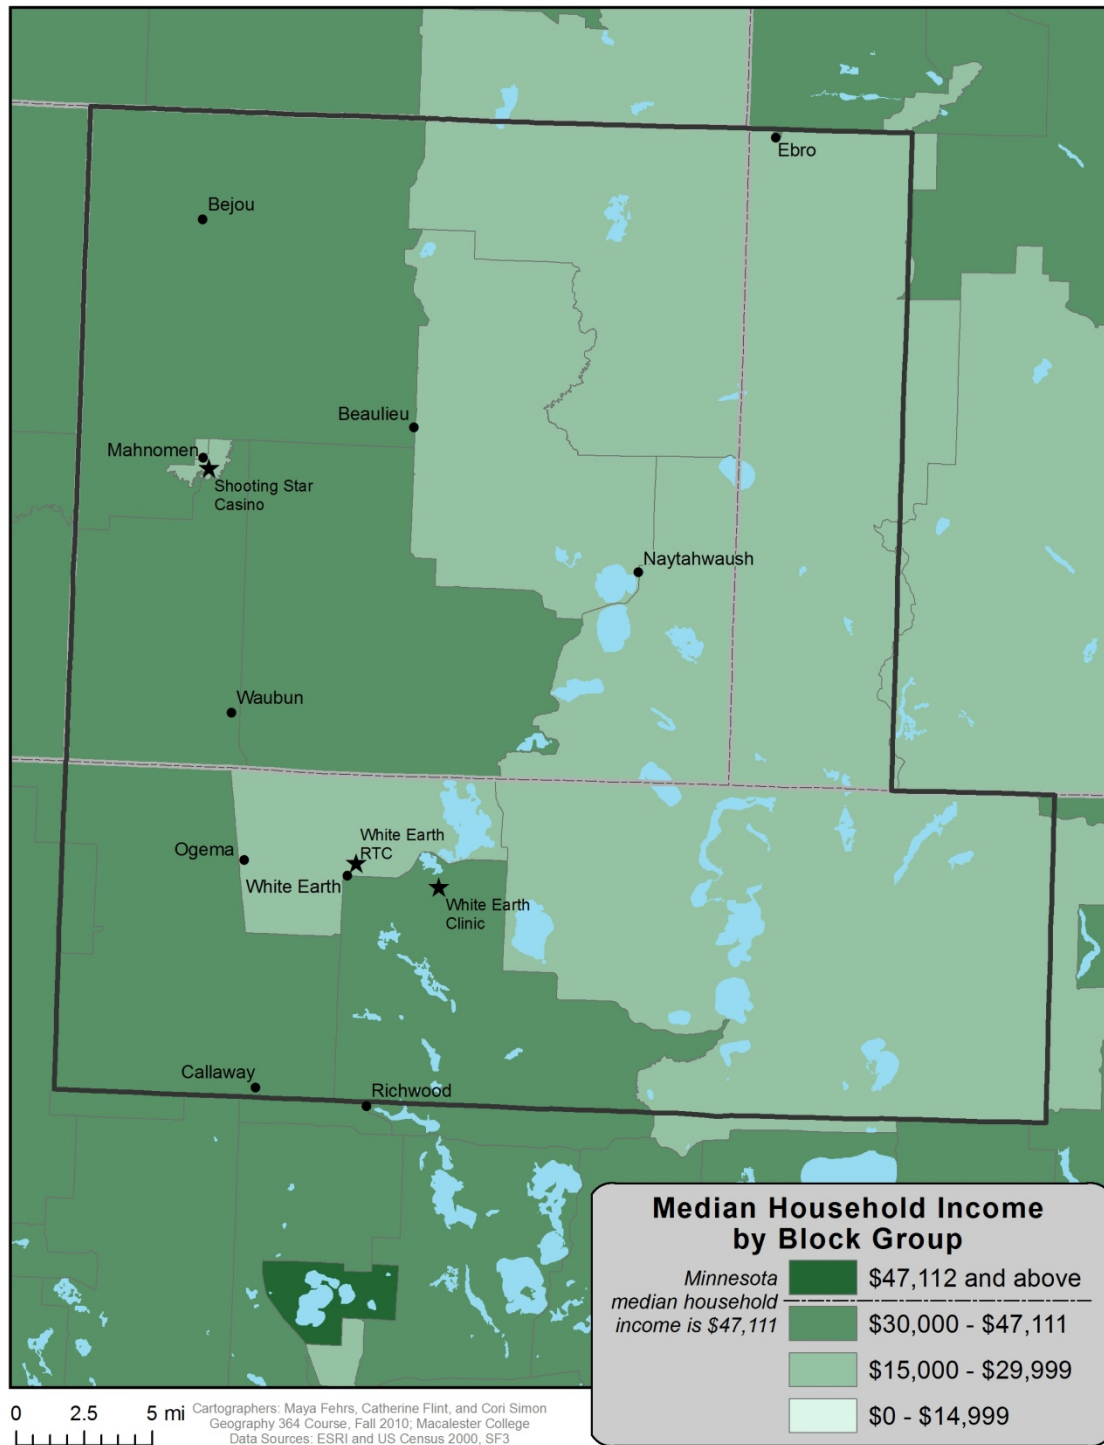 Ebro
Bejou
Beaulieu
Mahnomen
Shooting Star
Casino
Naytahwaush
Waubun
White Earth
RTC
Ogema
White Earth
White Earth
Clinic
Callaway
Richwood
Median Household Income
by Block Group
Minnesota
median household
income is $47,111
$47,112 and above
$30,000 - $47,111
$15,000 - $29,999
$0 - $14,999
0 2.5 5 mi
Cartographers: Maya Fehrs, Catherine Flint, and Cori Simon
Geography 364 Course, Fall 2010; Macalester College
Data Sources: ESRI and US Census 2000, SF3